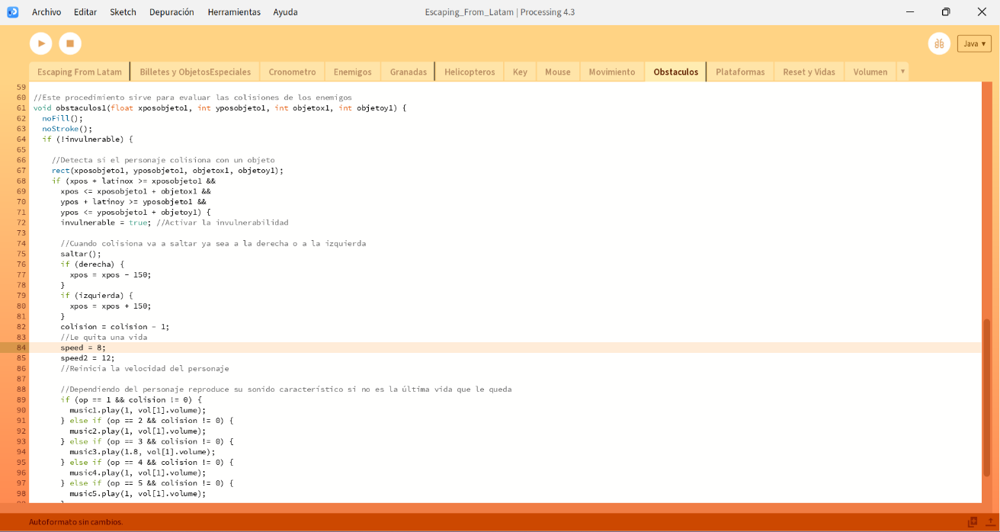 Archivo Editar Sketch Depuración Herramientas Ayuda Escaping_From_Latam | Processing 4.3
Java ▾
Escaping From Latam Billetes y ObjetosEspeciales Cronometro Enemigos Granadas Helicopteros Key Mouse Movimiento Obstaculos Plataformas Reset y Vidas Volumen ▾
59
60 //Este procedimiento sirve para evaluar las colisiones de los enemigos
61 void obstaculos1(float xposobjeto1, int yposobjeto1, int objetox1, int objetoy1) {
62 noFill();
63 noStroke();
64 if (!invulnerable) {
65
66 //Detecta si el personaje colisiona con un objeto
67 rect(xposobjeto1, yposobjeto1, objetox1, objetoy1);
68 if (xpos + latinox >= xposobjeto1 &&
69 xpos <= xposobjeto1 + objetox1 &&
70 ypos + latinoy >= yposobjeto1 &&
71 ypos <= yposobjeto1 + objetoy1) {
72 invulnerable = true; //Activar la invulnerabilidad
73
74 //Cuando colisiona va a saltar ya sea a la derecha o a la izquierda
75 saltar();
76 if (derecha) {
77 xpos = xpos - 150;
78 }
79 if (izquierda) {
80 xpos = xpos + 150;
81 }
82 colision = colision - 1;
83 //Le quita una vida
84 speed = 8;
85 speed2 = 12;
86 //Reinicia la velocidad del personaje
87
88 //Dependiendo del personaje reproduce su sonido característico si no es la última vida que le queda
89 if (op == 1 && colision != 0) {
90 music1.play(1, vol[1].volume);
91 } else if (op == 2 && colision != 0) {
92 music2.play(1, vol[1].volume);
93 } else if (op == 3 && colision != 0) {
94 music3.play(1.8, vol[1].volume);
95 } else if (op == 4 && colision != 0) {
96 music4.play(1, vol[1].volume);
97 } else if (op == 5 && colision != 0) {
98 music5.play(1, vol[1].volume);
Autoformato sin cambios.